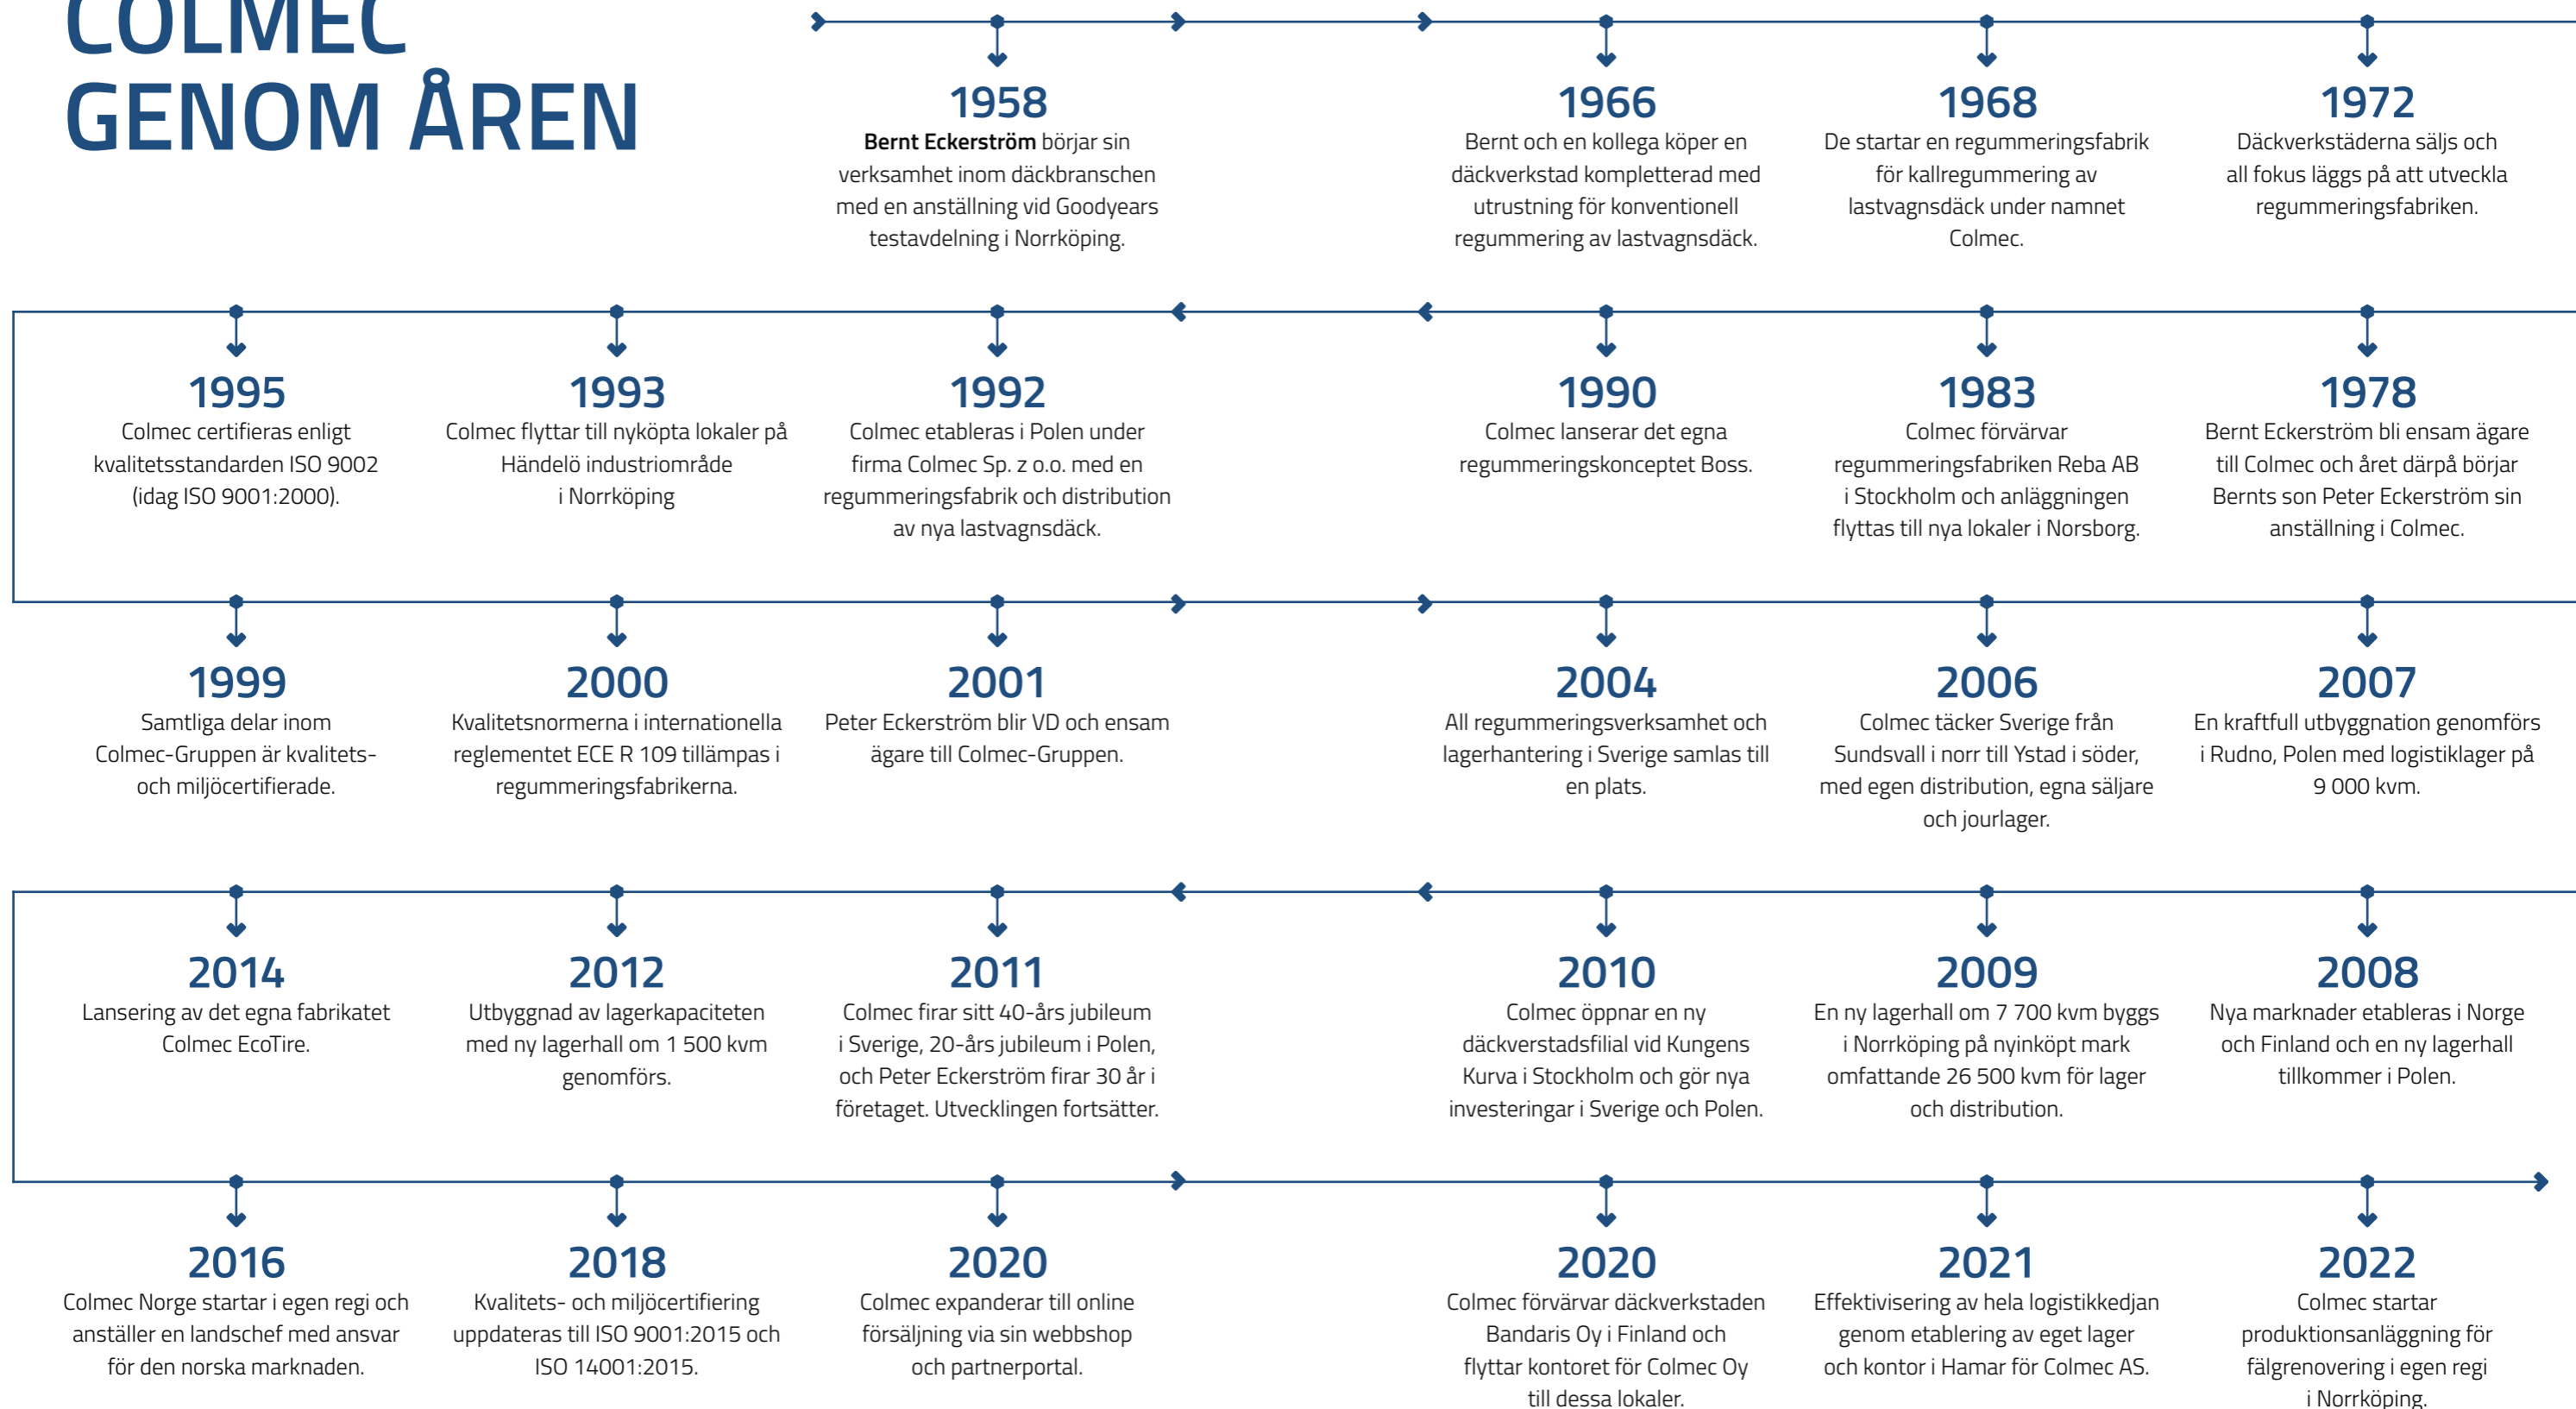 COLMEC
GENOM ÅREN
1958
Bernt Eckerström börjar sin
verksamhet inom däckbranschen
med en anställning vid Goodyears
testavdelning i Norrköping.
1966
Bernt och en kollega köper en
däckverkstad kompletterad med
utrustning för konventionell
regummering av lastvagnsdäck.
1968
De startar en regummeringsfabrik
för kallregummering av
lastvagnsdäck under namnet
Colmec.
1972
Däckverkstäderna säljs och
all fokus läggs på att utveckla
regummeringsfabriken.
1995
Colmec certifieras enligt
kvalitetsstandarden ISO 9002
(idag ISO 9001:2000).
1993
Colmec flyttar till nyköpta lokaler på
Händelö industriområde
i Norrköping
1992
Colmec etableras i Polen under
firma Colmec Sp. z o.o. med en
regummeringsfabrik och distribution
av nya lastvagnsdäck.
1990
Colmec lanserar det egna
regummeringskonceptet Boss.
1983
Colmec förvärvar
regummeringsfabriken Reba AB
i Stockholm och anläggningen
flyttas till nya lokaler i Norsborg.
1978
Bernt Eckerström bli ensam ägare
till Colmec och året därpå börjar
Bernts son Peter Eckerström sin
anställning i Colmec.
1999
Samtliga delar inom
Colmec-Gruppen är kvalitets-
och miljöcertifierade.
2000
Kvalitetsnormerna i internationella
reglementet ECE R 109 tillämpas i
regummeringsfabrikerna.
2001
Peter Eckerström blir VD och ensam
ägare till Colmec-Gruppen.
2004
All regummeringsverksamhet och
lagerhantering i Sverige samlas till
en plats.
2006
Colmec täcker Sverige från
Sundsvall i norr till Ystad i söder,
med egen distribution, egna säljare
och jourlager.
2007
En kraftfull utbyggnation genomförs
i Rudno, Polen med logistiklager på
9 000 kvm.
2014
Lansering av det egna fabrikatet
Colmec EcoTire.
2012
Utbyggnad av lagerkapaciteten
med ny lagerhall om 1 500 kvm
genomförs.
2011
Colmec firar sitt 40-års jubileum
i Sverige, 20-års jubileum i Polen,
och Peter Eckerström firar 30 år i
företaget. Utvecklingen fortsätter.
2010
Colmec öppnar en ny
däckverstadsfilial vid Kungens
Kurva i Stockholm och gör nya
investeringar i Sverige och Polen.
2009
En ny lagerhall om 7 700 kvm byggs
i Norrköping på nyinköpt mark
omfattande 26 500 kvm för lager
och distribution.
2008
Nya marknader etableras i Norge
och Finland och en ny lagerhall
tillkommer i Polen.
2016
Colmec Norge startar i egen regi och
anställer en landschef med ansvar
för den norska marknaden.
2018
Kvalitets- och miljöcertifiering
uppdateras till ISO 9001:2015 och
ISO 14001:2015.
2020
Colmec expanderar till online
försäljning via sin webbshop
och partnerportal.
2020
Colmec förvärvar däckverkstaden
Bandaris Oy i Finland och
flyttar kontoret för Colmec Oy
till dessa lokaler.
2021
Effektivisering av hela logistikkedjan
genom etablering av eget lager
och kontor i Hamar för Colmec AS.
2022
Colmec startar
produktionsanläggning för
fälgrenovering i egen regi
i Norrköping.